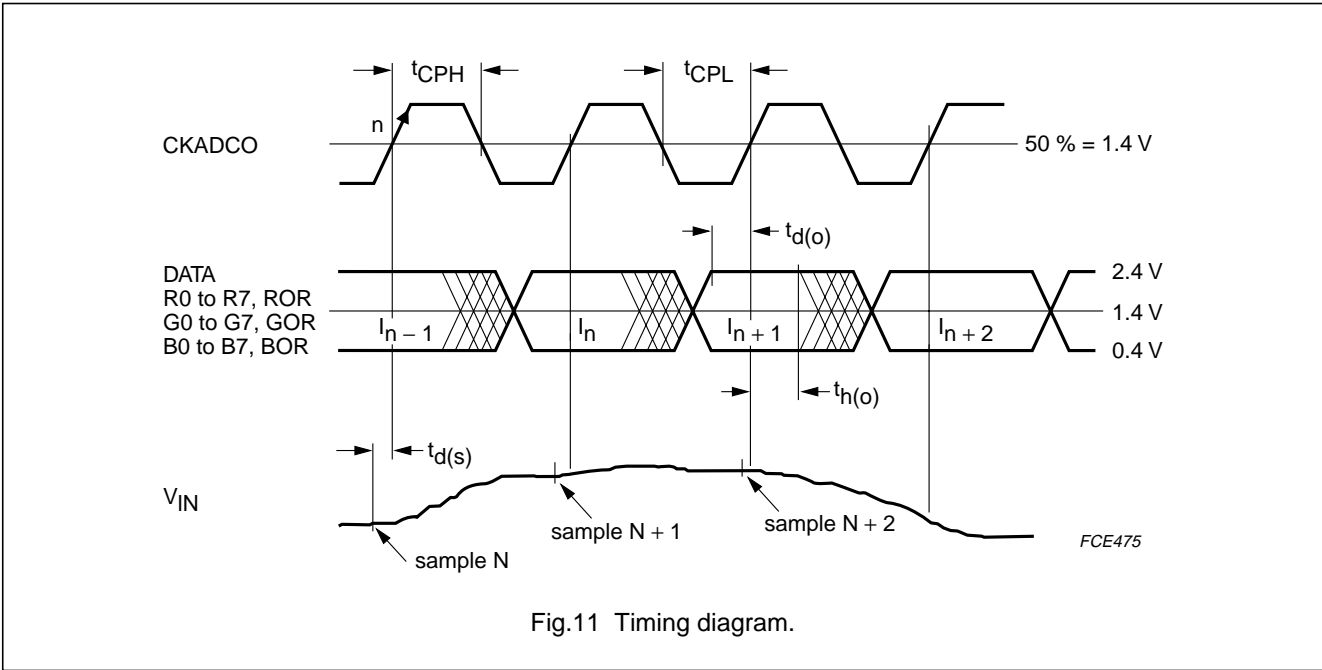 tCPH
tCPL
n
CKADCO
50 % = 1.4 V
td(o)
DATA
R0 to R7, ROR
G0 to G7, GOR
B0 to B7, BOR
2.4 V
1.4 V
0.4 V
In − 1
In
In + 1
In + 2
th(o)
td(s)
VIN
sample N
sample N + 1
sample N + 2
FCE475
Fig.11 Timing diagram.